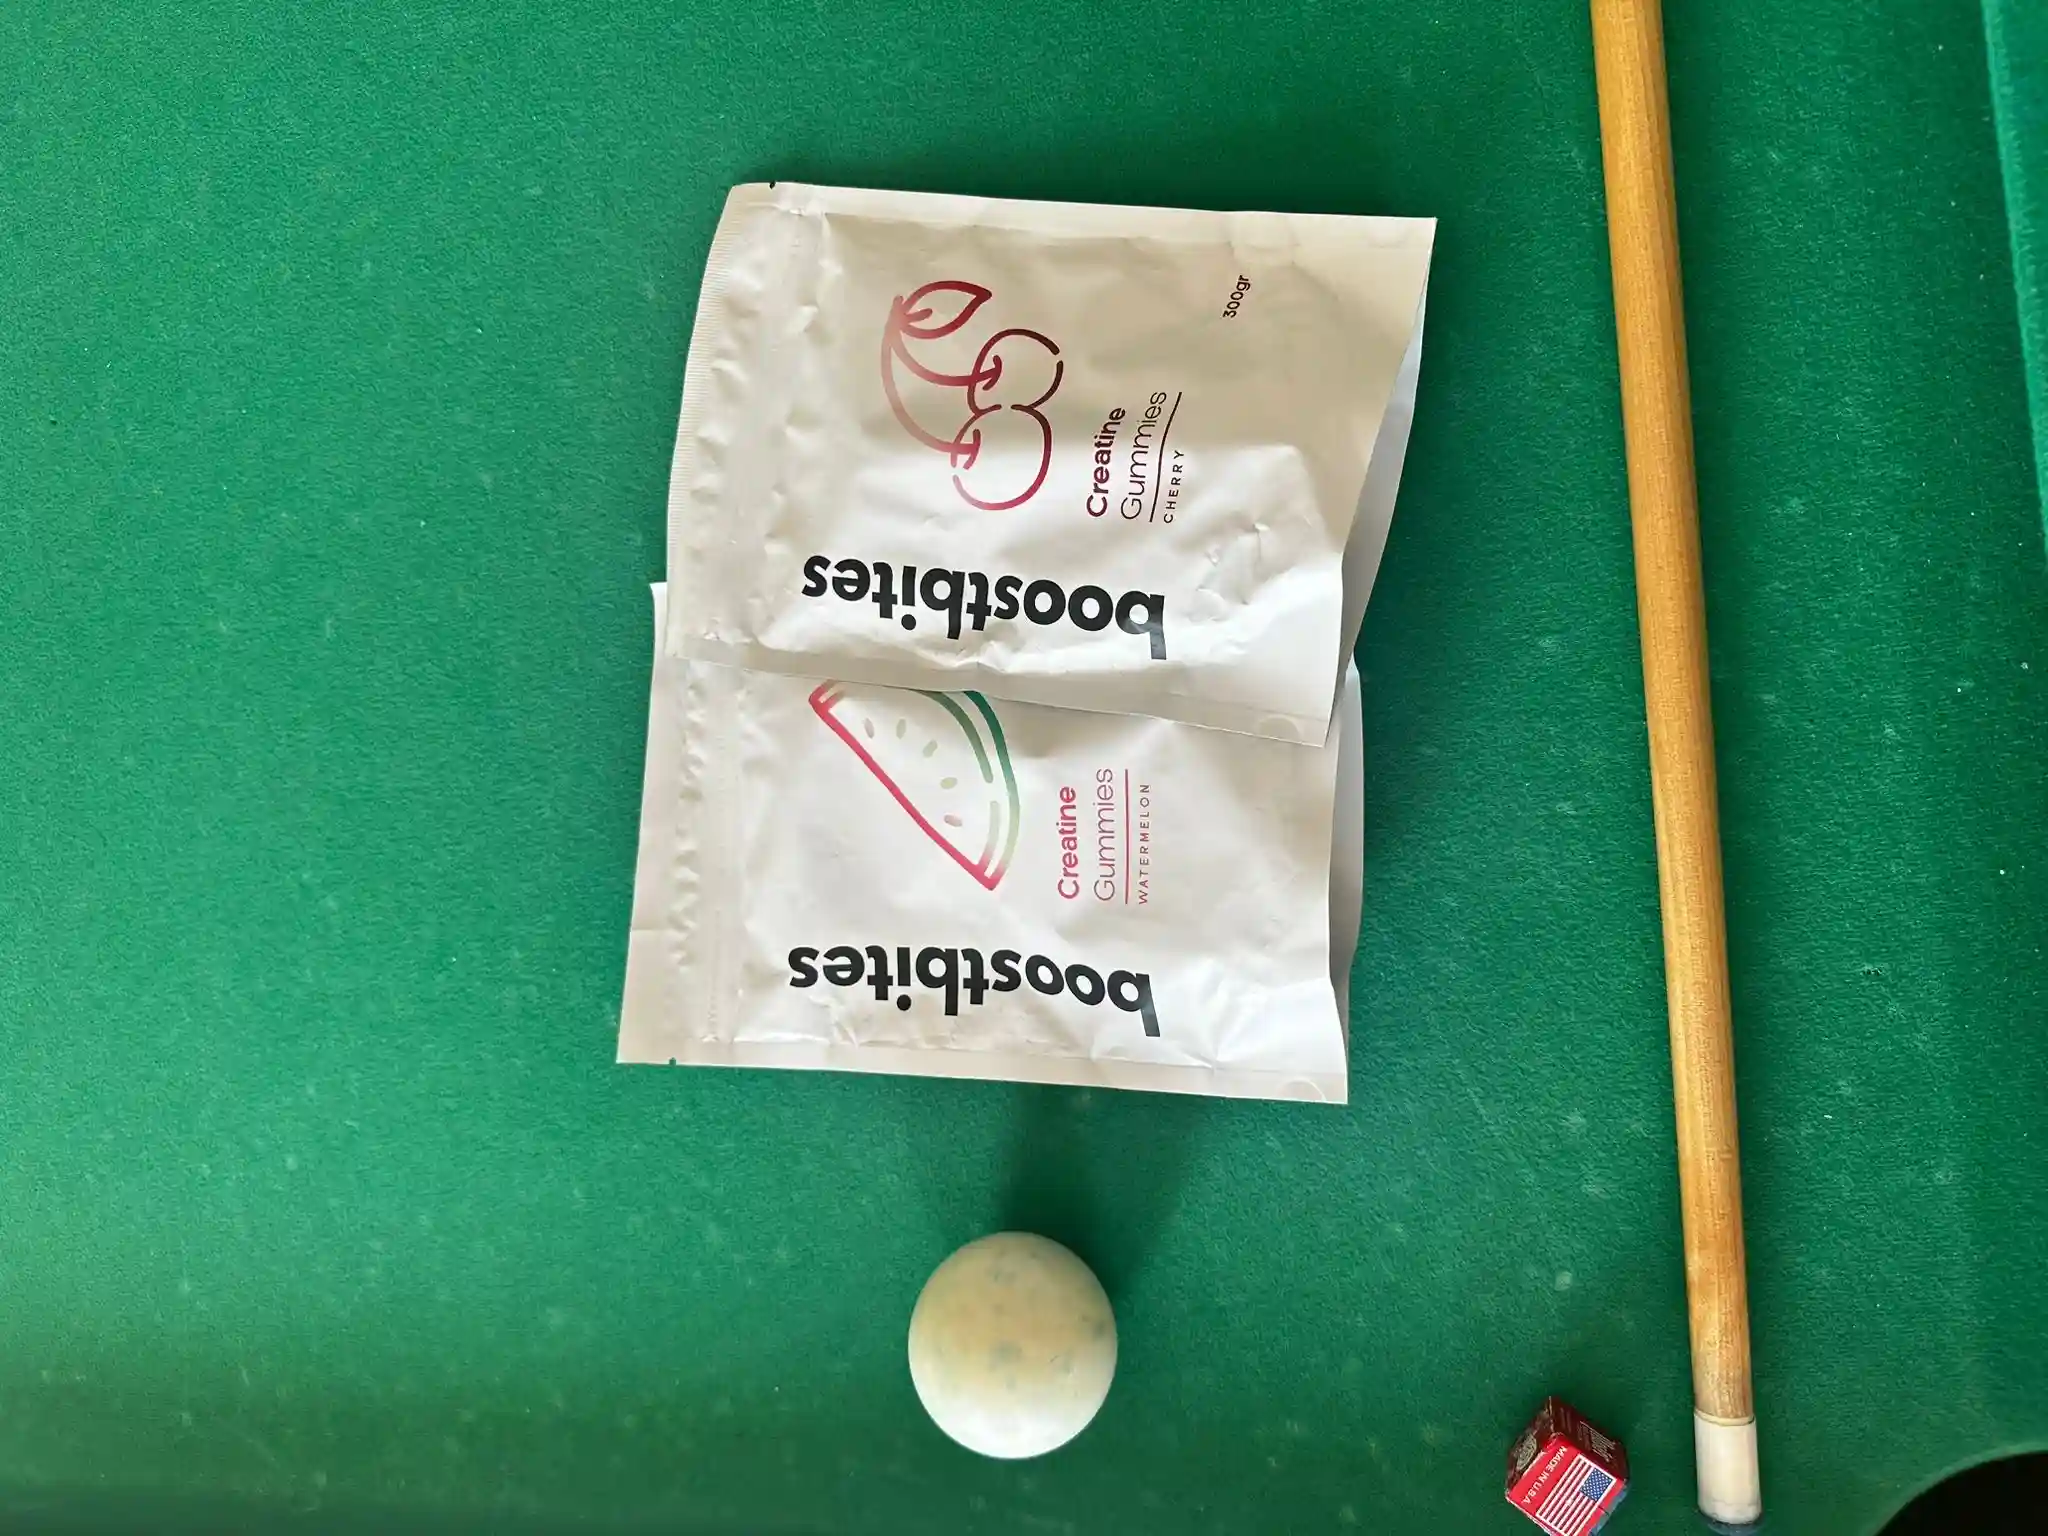 boostbites
Creatine
Gummies
CHERRY
300gr
boostbites
Creatine
Gummies
WATERMELON
MADE IN U.S.A